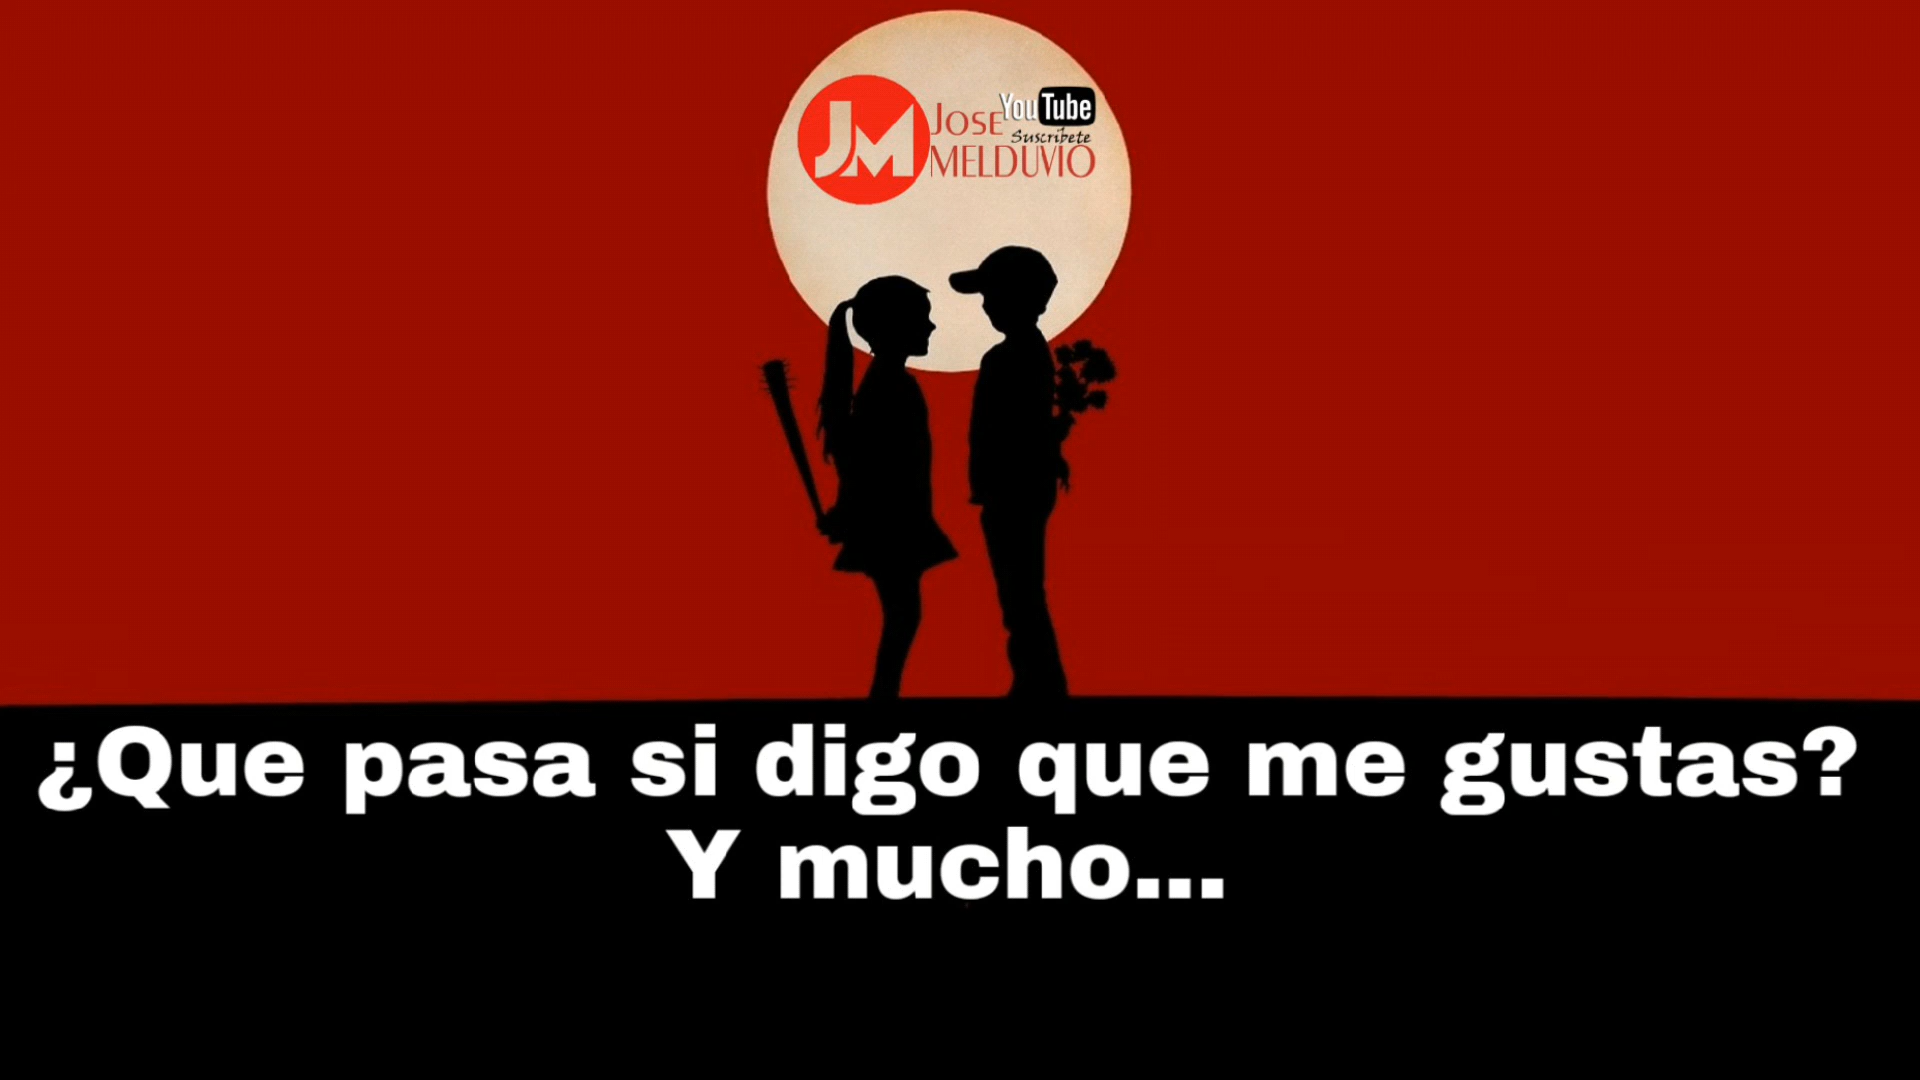 JM
JOSE
YouTube
Suscribete
MELDUVIO
¿Que pasa si digo que me gustas?
Y mucho...